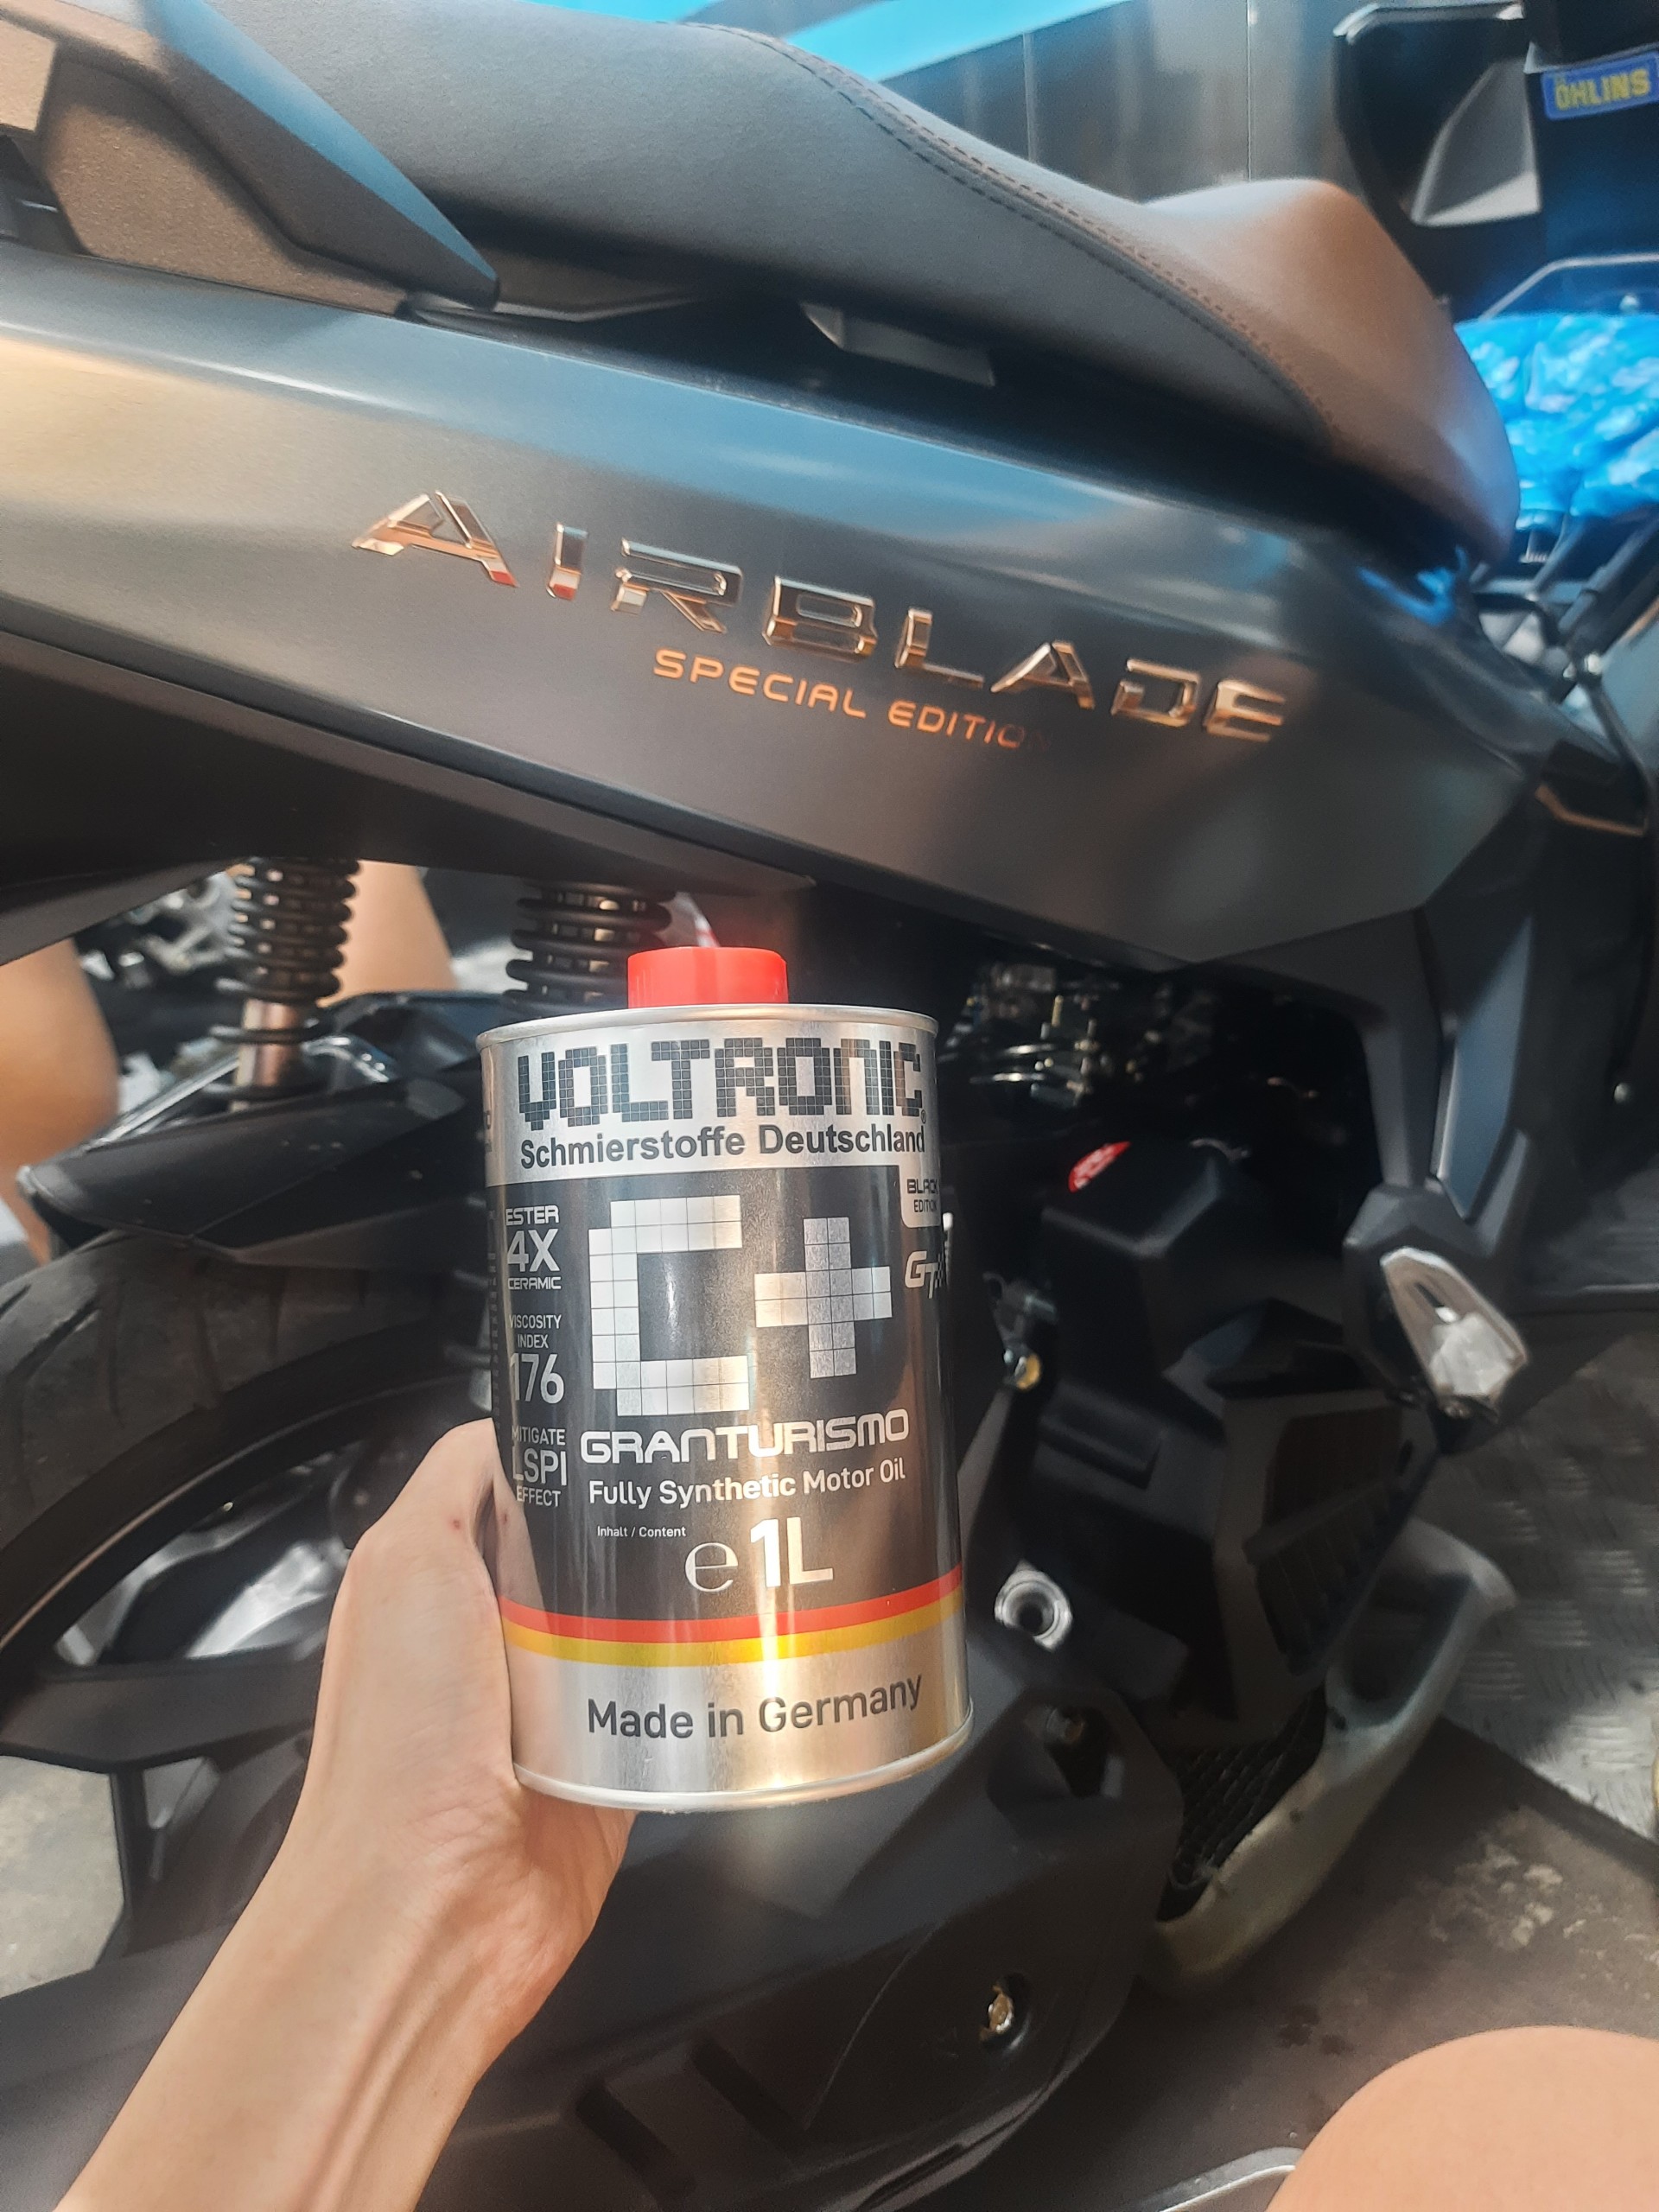 ÖHLINS
AIRBLADE
SPECIAL EDITION
VOLTRONIC®
Schmierstoffe Deutschland
BLACK
EDITION
GT
ESTER
4X
CERAMIC
VISCOSITY
INDEX
176
MITIGATE
LSPI
EFFECT
C+
GRANTURISMO
Fully Synthetic Motor Oil
Inhalt / Content
e 1L
Made in Germany